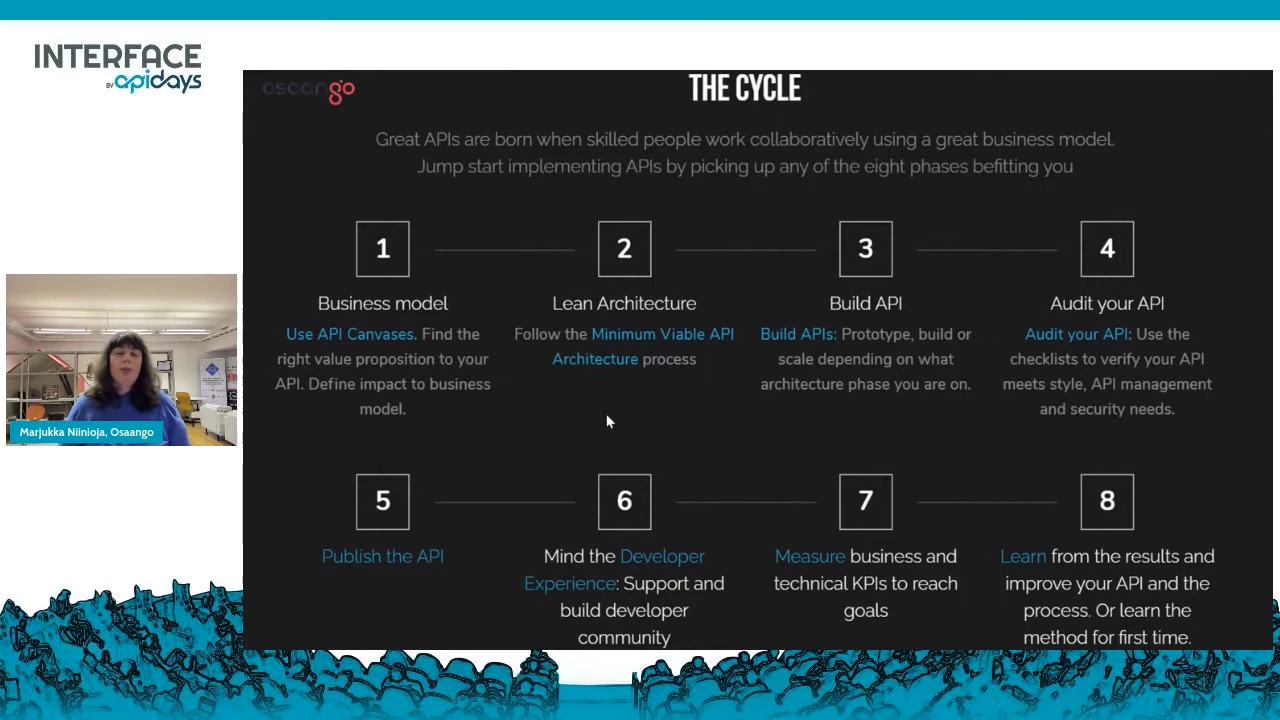 INTERFACE
BY apidays
osaango
THE CYCLE
Great APIs are born when skilled people work collaboratively using a great business model.
Jump start implementing APIs by picking up any of the eight phases befitting you
1
2
3
4
Business model
Lean Architecture
Build API
Audit your API
Use API Canvases. Find the
right value proposition to your
API. Define impact to business
model.
Follow the Minimum Viable API
Architecture process
Build APIs: Prototype, build or
scale depending on what
architecture phase you are on.
Audit your API: Use the
checklists to verify your API
meets style, API management
and security needs.
Marjukka Niinioja, Osaango
5
6
7
8
Publish the API
Mind the Developer
Experience: Support and
build developer
community
Measure business and
technical KPIs to reach
goals
Learn from the results and
improve your API and the
process. Or learn the
method for first time.